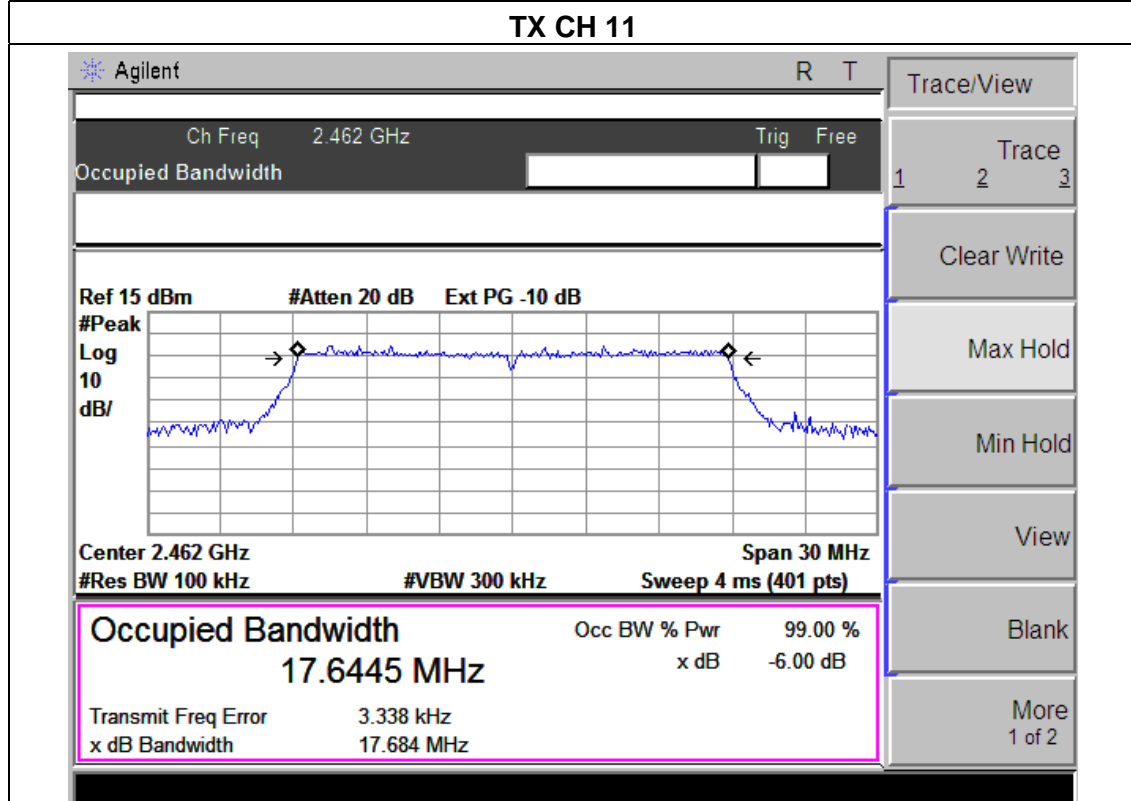 TX CH 11
Agilent R T
Ch Freq 2.462 GHz Trig Free
Occupied Bandwidth
Ref 15 dBm #Atten 20 dB Ext PG -10 dB
#Peak
Log
10
dB/
Center 2.462 GHz Span 30 MHz
#Res BW 100 kHz #VBW 300 kHz Sweep 4 ms (401 pts)
Occupied Bandwidth Occ BW % Pwr 99.00 %
17.6445 MHz x dB -6.00 dB
Transmit Freq Error 3.338 kHz
x dB Bandwidth 17.684 MHz
Trace/View
Trace
1 2 3
Clear Write
Max Hold
Min Hold
View
Blank
More
1 of 2